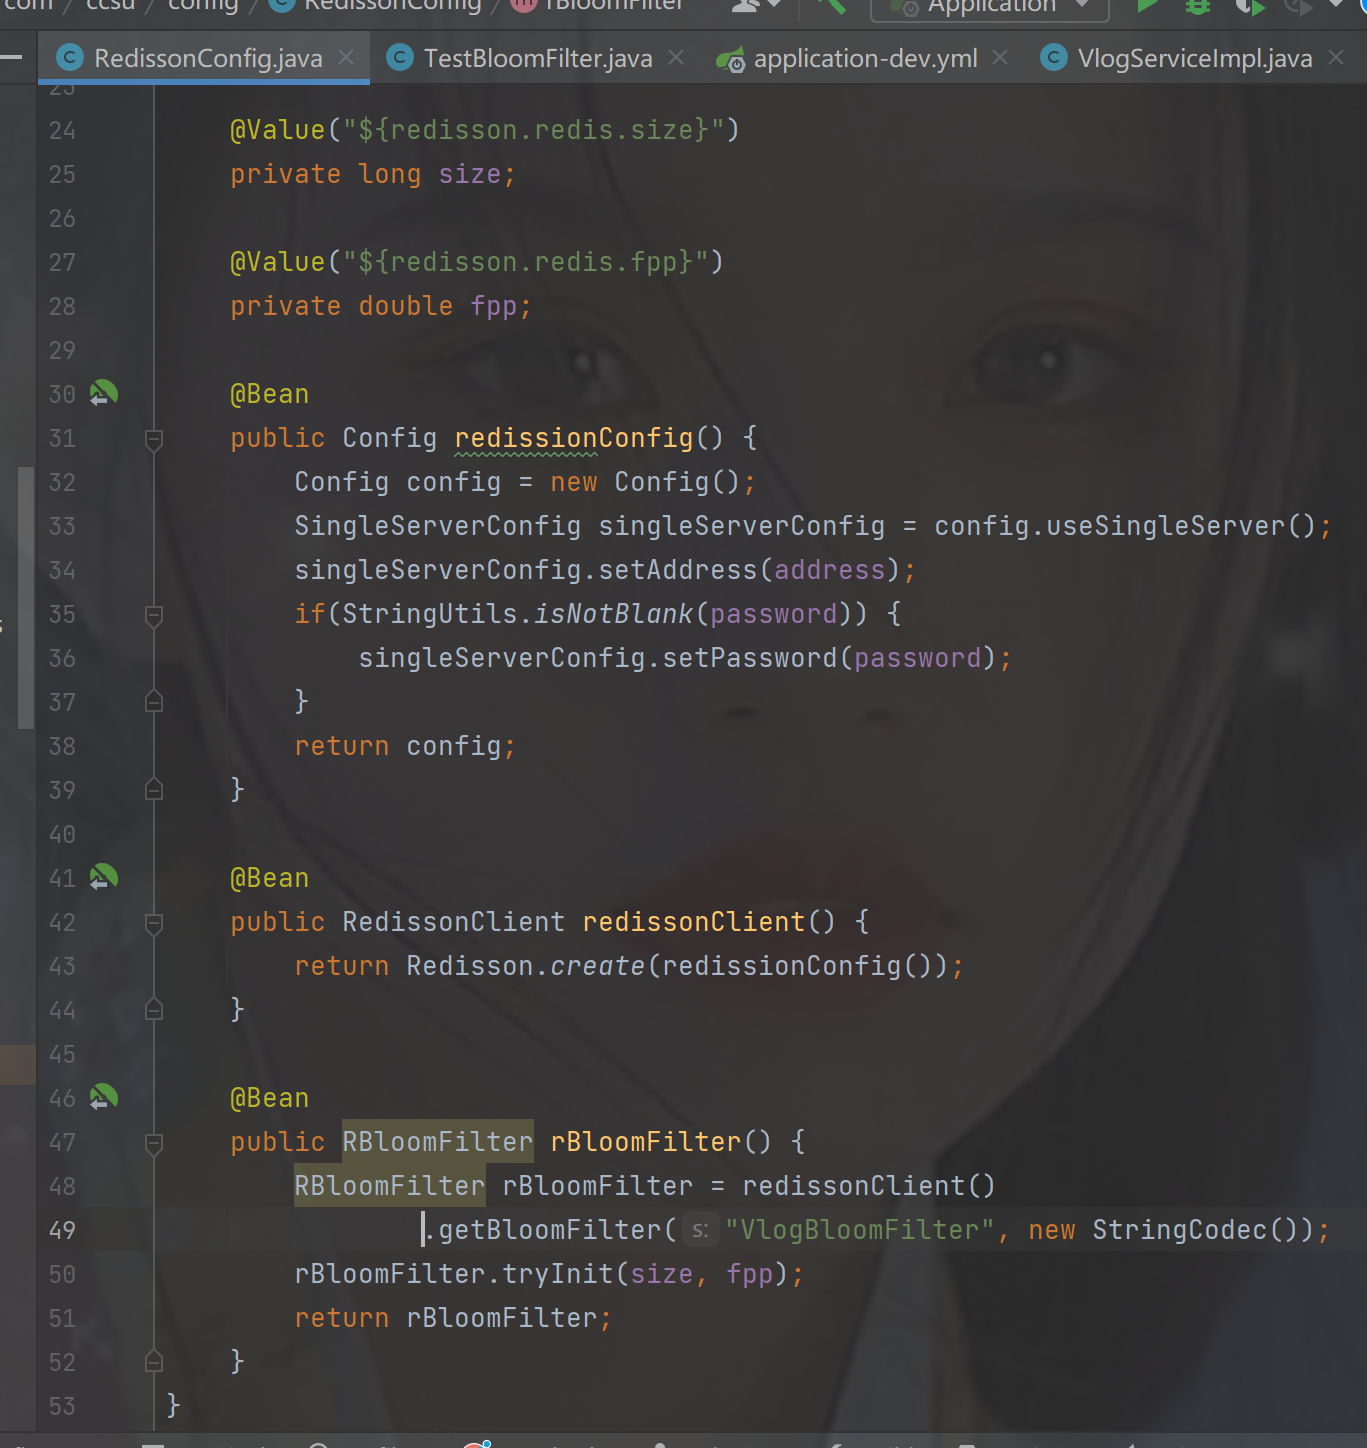 com / ccsu / config / RedissonConfig / rBloomFilter Application
RedissonConfig.java TestBloomFilter.java application-dev.yml VlogServiceImpl.java
23
24 @Value("${redisson.redis.size}")
25 private long size;
26
27 @Value("${redisson.redis.fpp}")
28 private double fpp;
29
30 @Bean
31 public Config redissionConfig() {
32 Config config = new Config();
33 SingleServerConfig singleServerConfig = config.useSingleServer();
34 singleServerConfig.setAddress(address);
35 if(StringUtils.isNotBlank(password)) {
36 singleServerConfig.setPassword(password);
37 }
38 return config;
39 }
40
41 @Bean
42 public RedissonClient redissonClient() {
43 return Redisson.create(redissionConfig());
44 }
45
46 @Bean
47 public RBloomFilter rBloomFilter() {
48 RBloomFilter rBloomFilter = redissonClient()
49 .getBloomFilter( s: "VlogBloomFilter", new StringCodec());
50 rBloomFilter.tryInit(size, fpp);
51 return rBloomFilter;
52 }
53 }